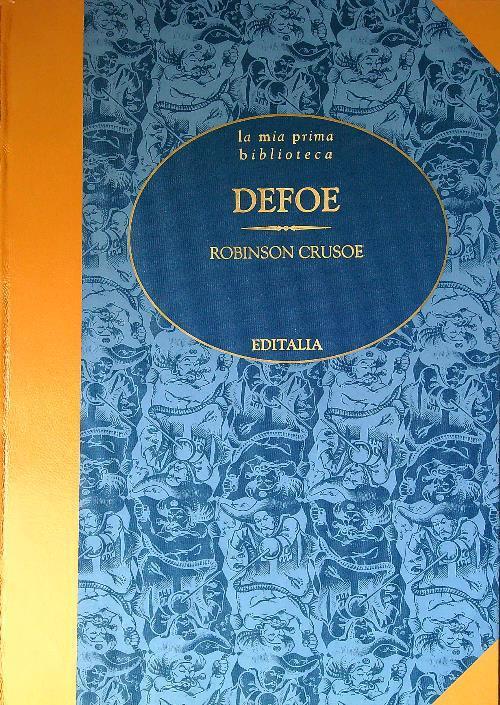 la mia prima
biblioteca
DEFOE
ROBINSON CRUSOE
EDITALIA